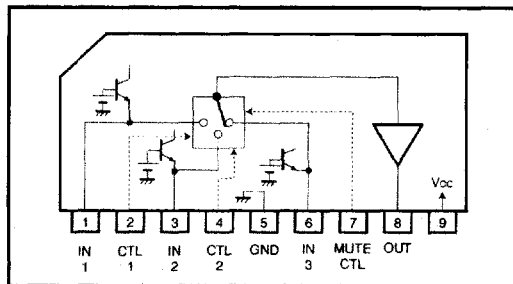 Vcc
1 2 3 4 5 6 7 8 9
IN CTL IN CTL GND IN MUTE OUT
1 1 2 2 3 CTL